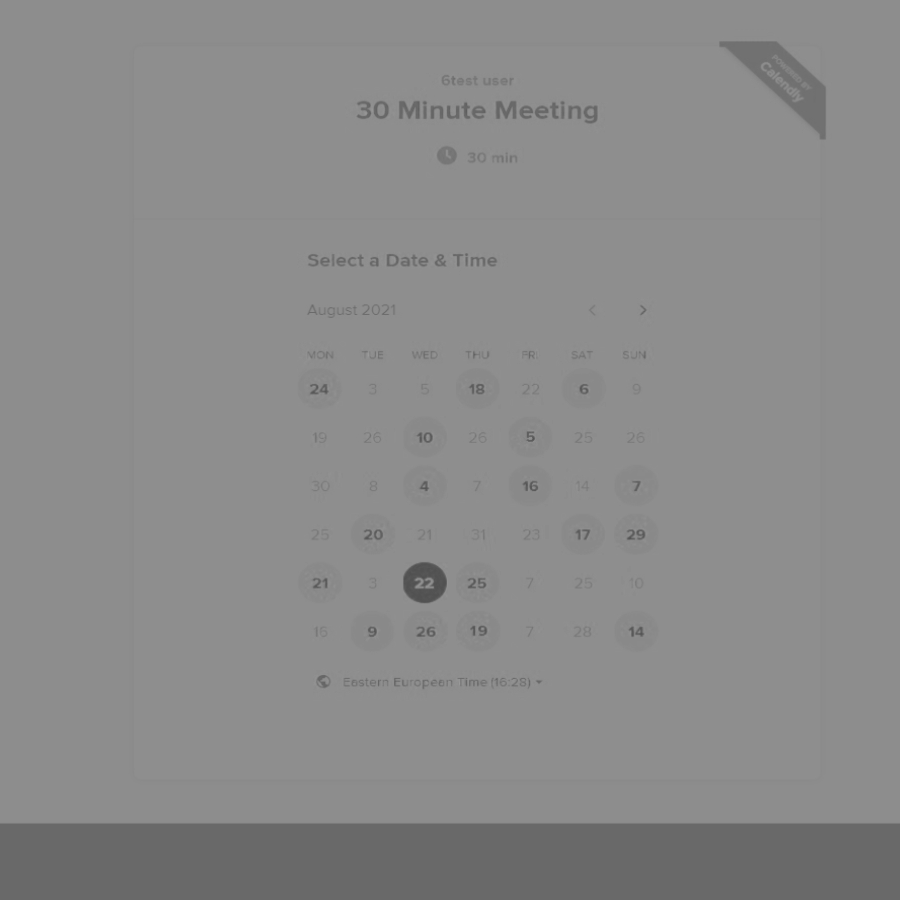 POWERED BY
Calendly
6test user
30 Minute Meeting
30 min
Select a Date & Time
August 2021
MON TUE WED THU FRI SAT SUN
24 3 5 18 22 6 9
19 26 10 26 5 25 26
30 8 4 7 16 14 7
25 20 21 31 23 17 29
21 3 22 25 7 25 10
15 9 26 19 7 28 14
Eastern European Time (16:28)